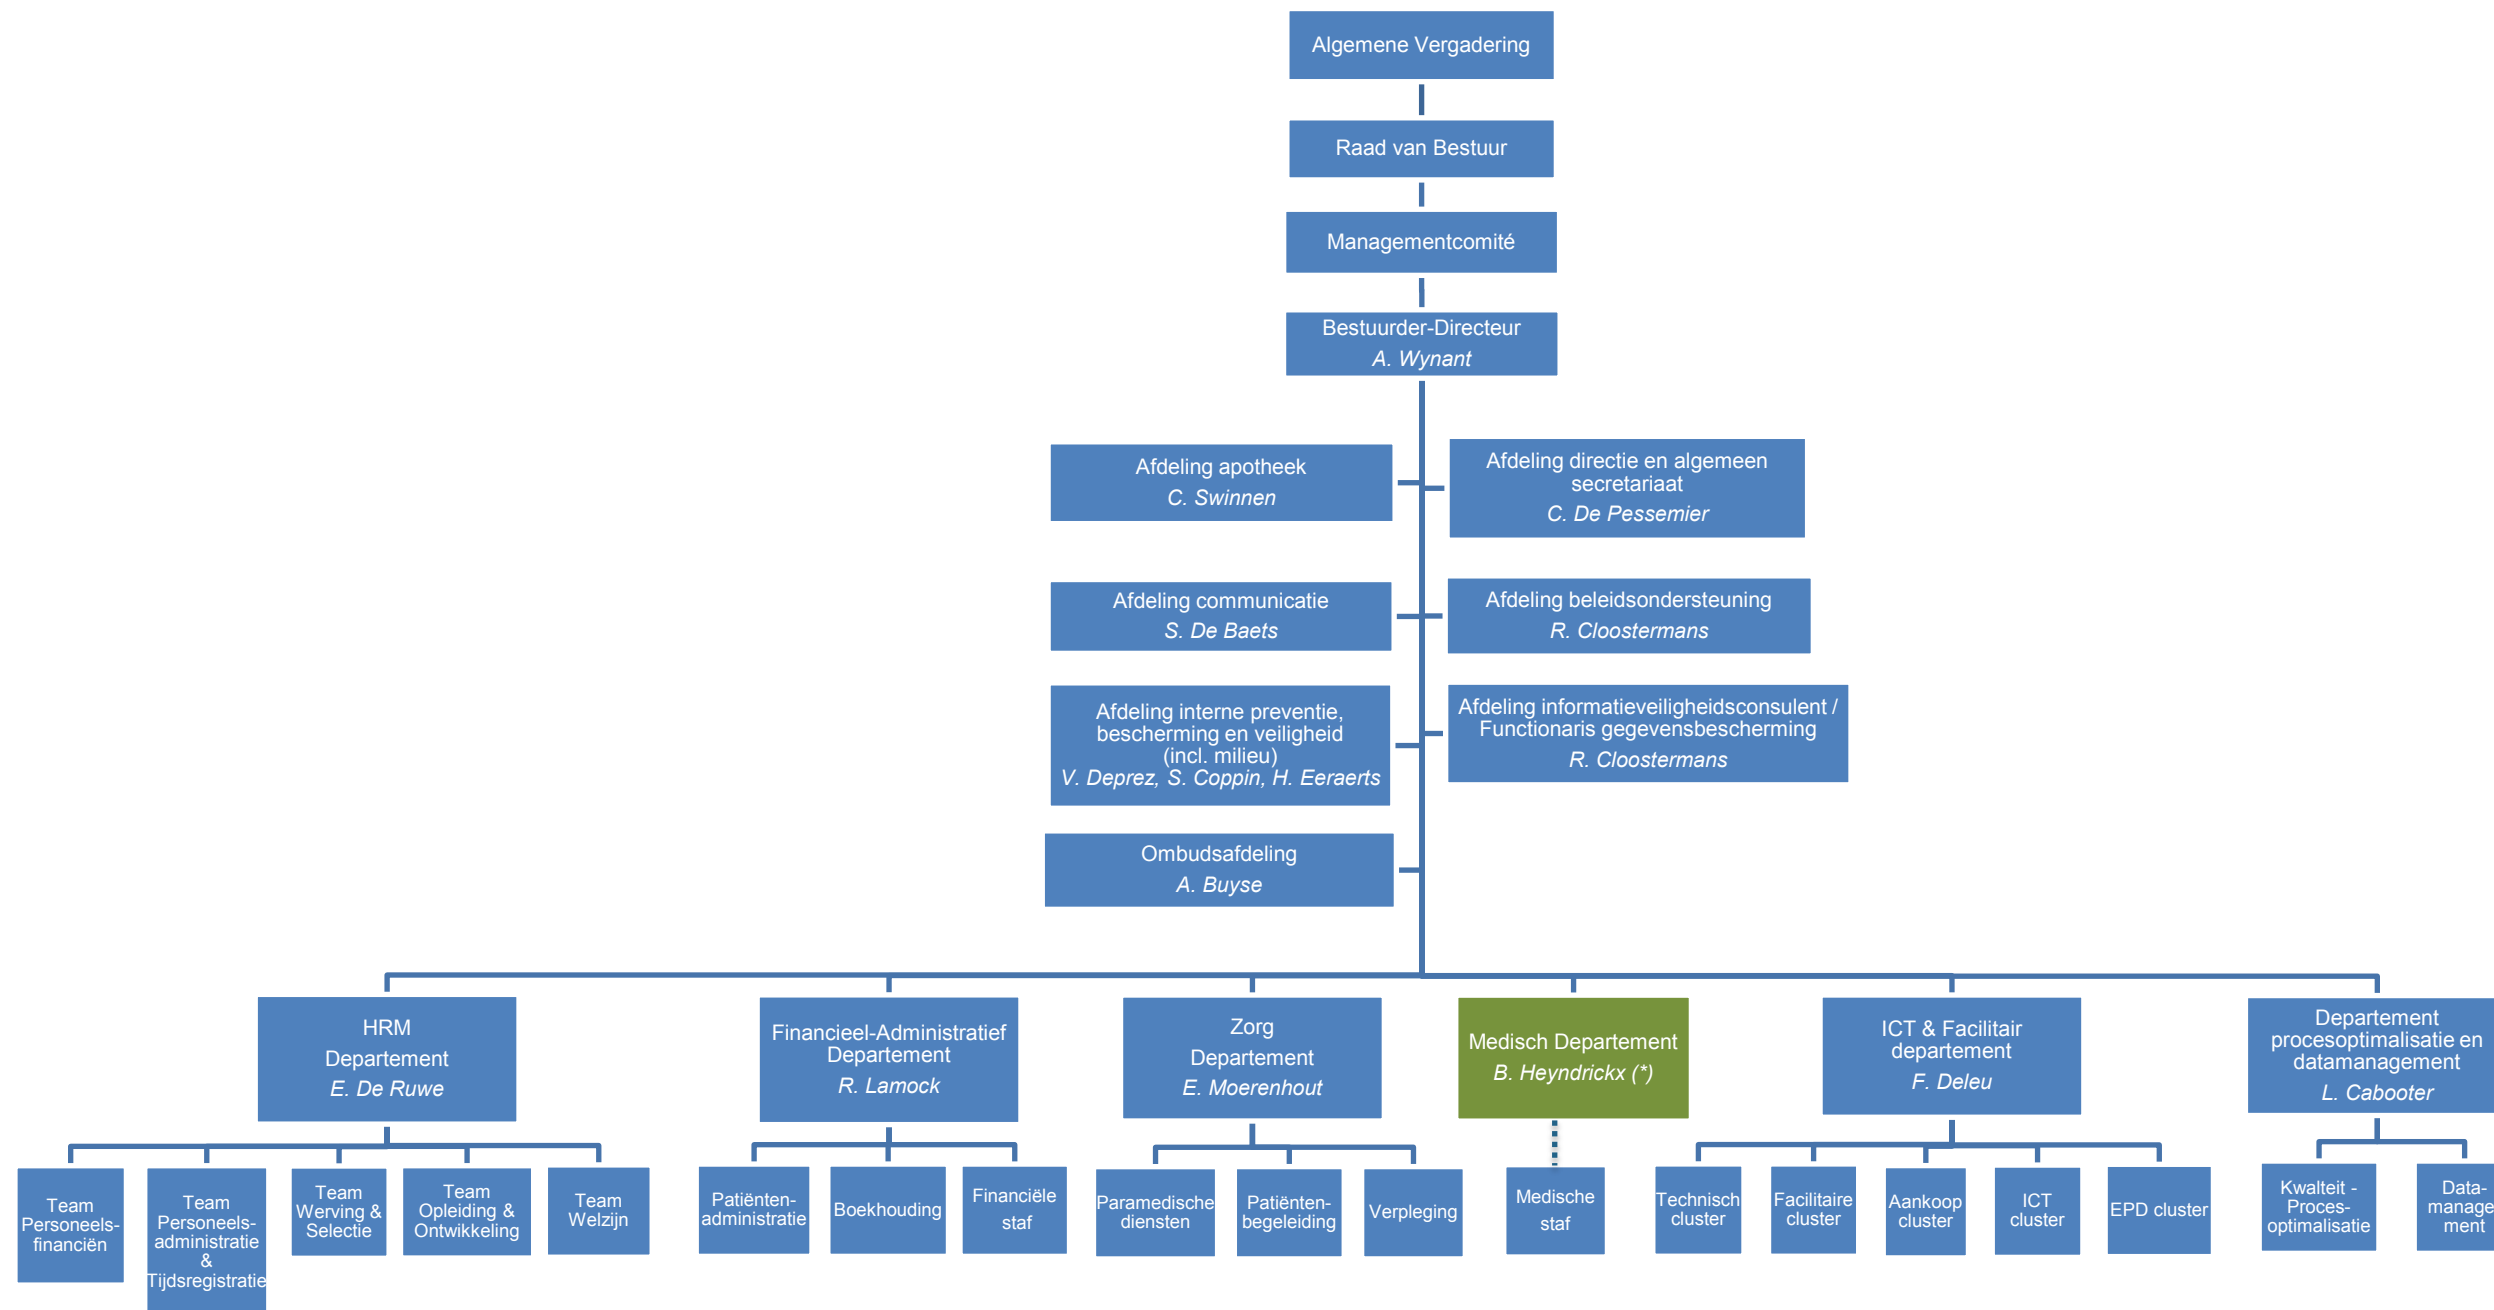 Algemene Vergadering
Raad van Bestuur
Managementcomité
Bestuurder-Directeur
A. Wynant
Afdeling apotheek
C. Swinnen
Afdeling directie en algemeen
secretariaat
C. De Pessemier
Afdeling communicatie
S. De Baets
Afdeling beleidsondersteuning
R. Cloostermans
Afdeling interne preventie,
bescherming en veiligheid
(incl. milieu)
V. Deprez, S. Coppin, H. Eeraerts
Afdeling informatieveiligheidsconsulent /
Functionaris gegevensbescherming
R. Cloostermans
Ombudsafdeling
A. Buyse
HRM
Departement
E. De Ruwe
Financieel-Administratief
Departement
R. Lamock
Zorg
Departement
E. Moerenhout
Medisch Departement
B. Heyndrickx (*)
ICT & Facilitair
departement
F. Deleu
Departement
procesoptimalisatie en
datamanagement
L. Cabooter
Team
Personeels-
financiën
Team
Personeels-
administratie
&
Tijdsregistratie
Team
Werving &
Selectie
Team
Opleiding &
Ontwikkeling
Team
Welzijn
Patiënten-
administratie
Boekhouding
Financiële
staf
Paramedische
diensten
Patiënten-
begeleiding
Verpleging
Medische
staf
Technisch
cluster
Facilitaire
cluster
Aankoop
cluster
ICT
cluster
EPD cluster
Kwaliteit -
Proces-
optimalisatie
Data-
manage
ment